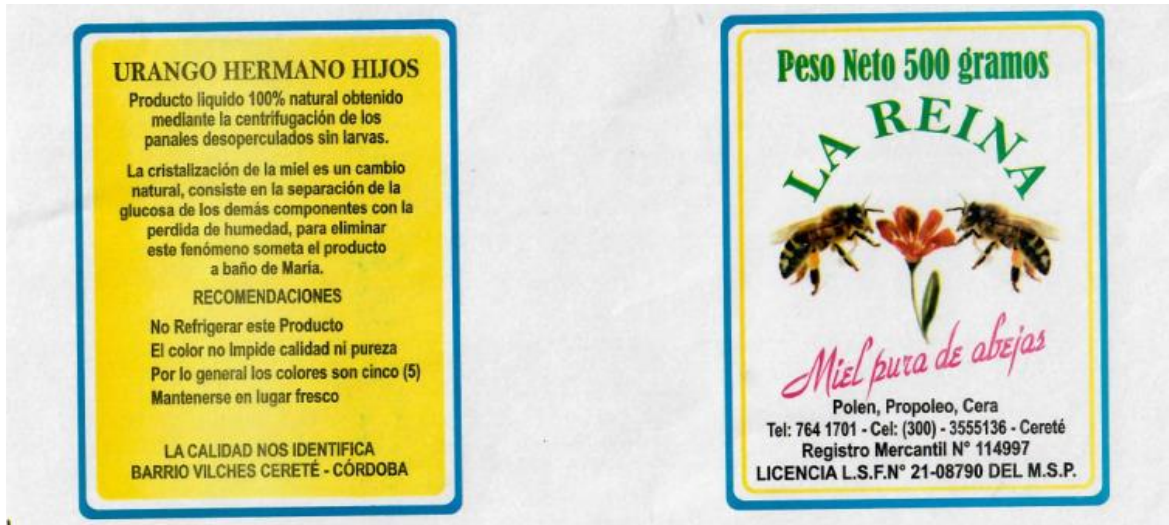 URANGO HERMANO HIJOS
Producto liquido 100% natural obtenido
mediante la centrifugación de los
panales desoperculados sin larvas.
La cristalización de la miel es un cambio
natural, consiste en la separación de la
glucosa de los demás componentes con la
perdida de humedad, para eliminar
este fenómeno someta el producto
a baño de María.
RECOMENDACIONES
No Refrigerar este Producto
El color no Impide calidad ni pureza
Por lo general los colores son cinco (5)
Mantenerse en lugar fresco
LA CALIDAD NOS IDENTIFICA
BARRIO VILCHES CERETÉ - CÓRDOBA
Peso Neto 500 gramos
LA REINA
Miel pura de abejas
Polen, Propoleo, Cera
Tel: 764 1701 - Cel: (300) - 3555136 - Cereté
Registro Mercantil N° 114997
LICENCIA L.S.F.N° 21-08790 DEL M.S.P.